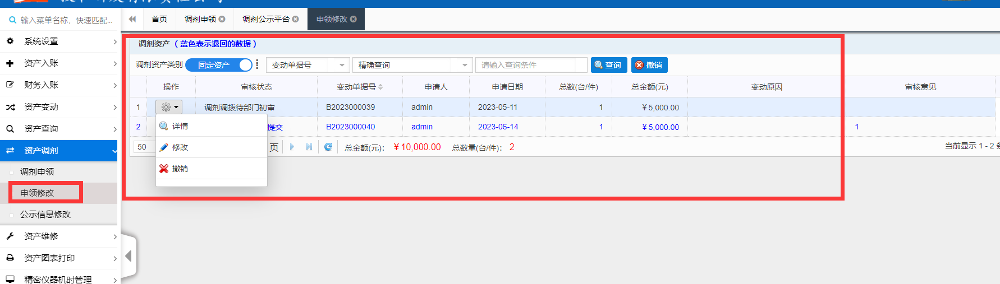 输入菜单名称，快速匹配...
首页
调剂申领
调剂公示平台
申领修改
系统设置
资产入账
财务入账
资产变动
资产查询
资产调剂
调剂申领
申领修改
公示信息修改
资产维修
资产图表打印
精密仪器机时管理
调剂资产 （ 蓝色表示退回的数据 ）
调剂资产类别: 固定资产 变动单据号 精确查询 请输入查询条件 查询 撤销
操作 审核状态 变动单据号 申请人 申请日期 总数(台/件) 总金额(元) 变动原因 审核意见
1 调剂调拨待部门初审 B2023000039 admin 2023-05-11 1 ￥5,000.00
2 提交 B2023000040 admin 2023-06-14 1 ￥5,000.00 1
详情
修改
撤销
50 页 总金额(元): ￥10,000.00 总数量(台/件): 2 当前显示 1 - 2 条